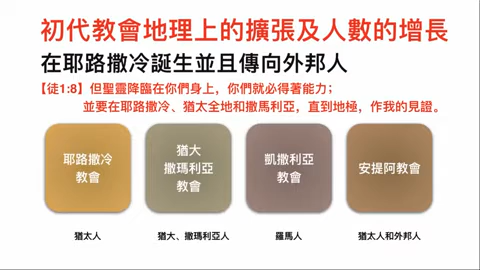 初代教會地理上的擴張及人數的增長
在耶路撒冷誕生並且傳向外邦人
【徒1:8】但聖靈降臨在你們身上，你們就必得著能力；
並要在耶路撒冷、猶太全地和撒馬利亞，直到地極，作我的見證。
耶路撒冷
教會
猶大
撒瑪利亞
教會
凱撒利亞
教會
安提阿教會
猶太人
猶大、撒瑪利亞人
羅馬人
猶太人和外邦人